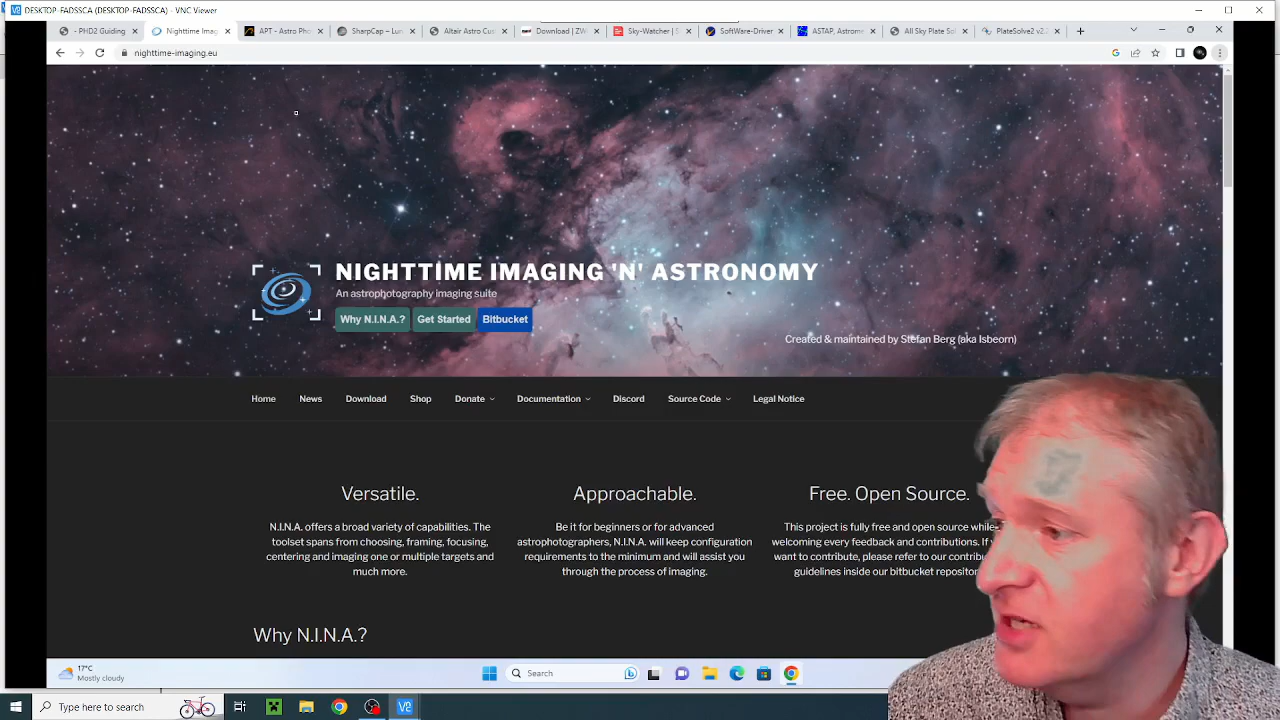 DESKTOP-FADSSCA (DESKTOP-FADSSCA) - VNC Viewer
- PHD2 Guiding
Nighttime Imag
APT - Astro Pho
SharpCap – Lun
Altair Astro Cus
Download | ZW
Sky-Watcher | S
SoftWare-Driver
ASTAP, Astrome
All Sky Plate Sol
PlateSolve2 v2.
nighttime-imaging.eu
NIGHTTIME IMAGING 'N' ASTRONOMY
An astrophotography imaging suite
Why N.I.N.A.? Get Started Bitbucket
Created & maintained by Stefan Berg (aka Isbeorn)
Home News Download Shop Donate Documentation Discord Source Code Legal Notice
Versatile.
N.I.N.A. offers a broad variety of capabilities. The
toolset spans from choosing, framing, focusing,
centering and imaging one or multiple targets and
much more.
Approachable.
Be it for beginners or for advanced
astrophotographers, N.I.N.A. will keep configuration
requirements to the minimum and will assist you
through the process of imaging.
Free. Open Source.
This project is fully free and open source while
welcoming every feedback and contributions. If
want to contribute, please refer to our
guidelines inside our bitbucket
Why N.I.N.A.?
17°C
Mostly cloudy
Search
Type here to search